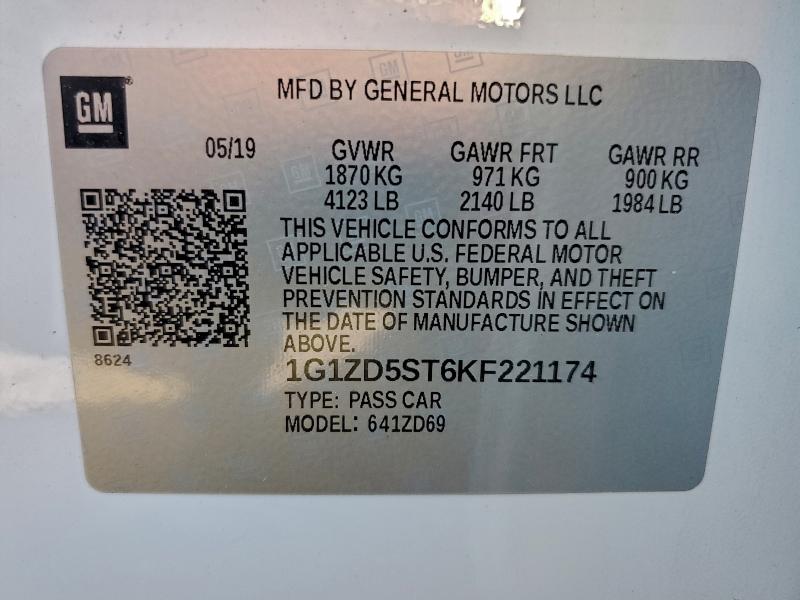 GM
MFD BY GENERAL MOTORS LLC
05/19
GVWR GAWR FRT GAWR RR
1870 KG 971 KG 900 KG
4123 LB 2140 LB 1984 LB
THIS VEHICLE CONFORMS TO ALL
APPLICABLE U.S. FEDERAL MOTOR
VEHICLE SAFETY, BUMPER, AND THEFT
PREVENTION STANDARDS IN EFFECT ON
THE DATE OF MANUFACTURE SHOWN
ABOVE.
8624
1G1ZD5ST6KF221174
TYPE: PASS CAR
MODEL: 641ZD69